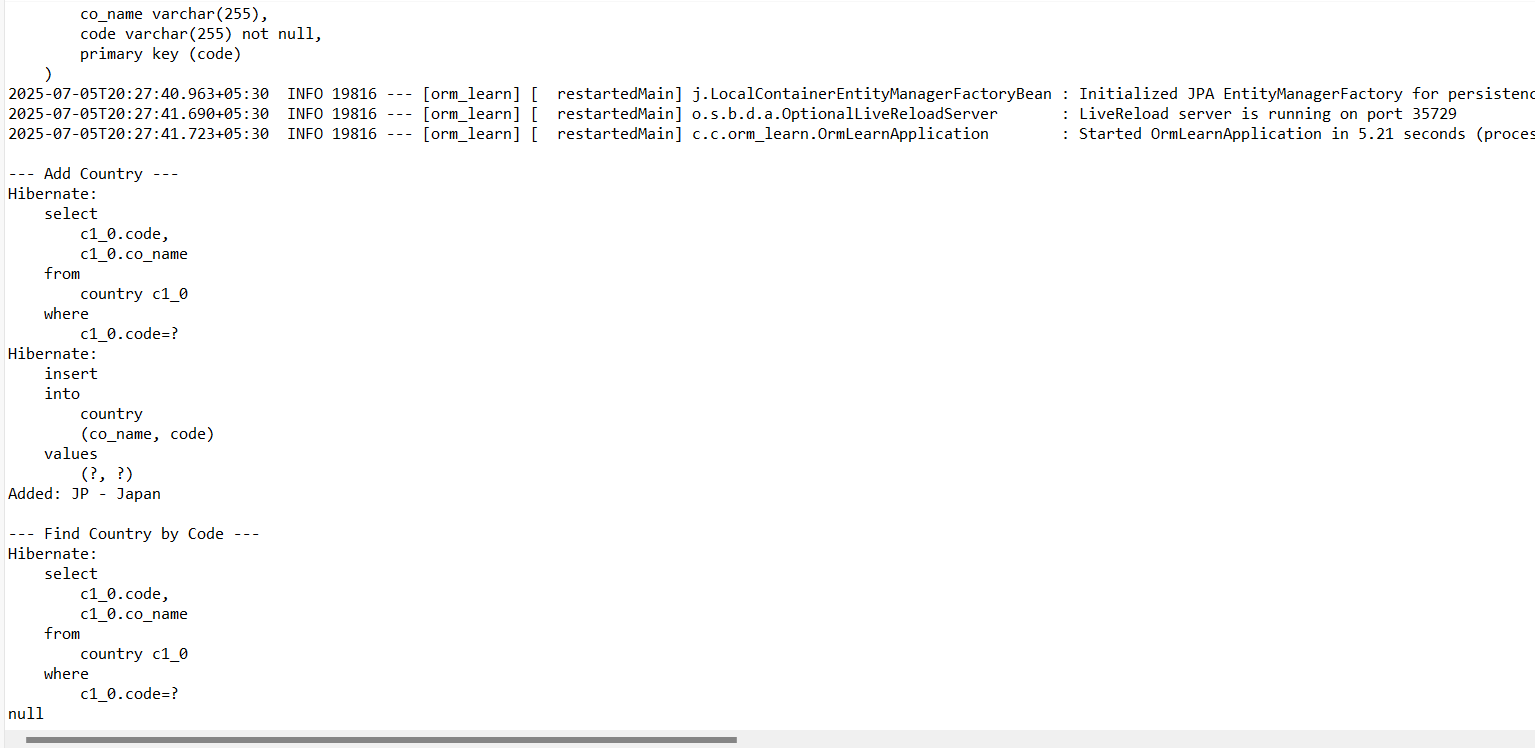 co_name varchar(255),
        code varchar(255) not null,
        primary key (code)
    )
2025-07-05T20:27:40.963+05:30  INFO 19816 --- [orm_learn] [  restartedMain] j.LocalContainerEntityManagerFactoryBean : Initialized JPA EntityManagerFactory for persistenc
2025-07-05T20:27:41.690+05:30  INFO 19816 --- [orm_learn] [  restartedMain] o.s.b.d.a.OptionalLiveReloadServer       : LiveReload server is running on port 35729
2025-07-05T20:27:41.723+05:30  INFO 19816 --- [orm_learn] [  restartedMain] c.c.orm_learn.OrmLearnApplication        : Started OrmLearnApplication in 5.21 seconds (proces

--- Add Country ---
Hibernate:
    select
        c1_0.code,
        c1_0.co_name
    from
        country c1_0
    where
        c1_0.code=?
Hibernate:
    insert
    into
        country
        (co_name, code)
    values
        (?, ?)
Added: JP - Japan

--- Find Country by Code ---
Hibernate:
    select
        c1_0.code,
        c1_0.co_name
    from
        country c1_0
    where
        c1_0.code=?
null